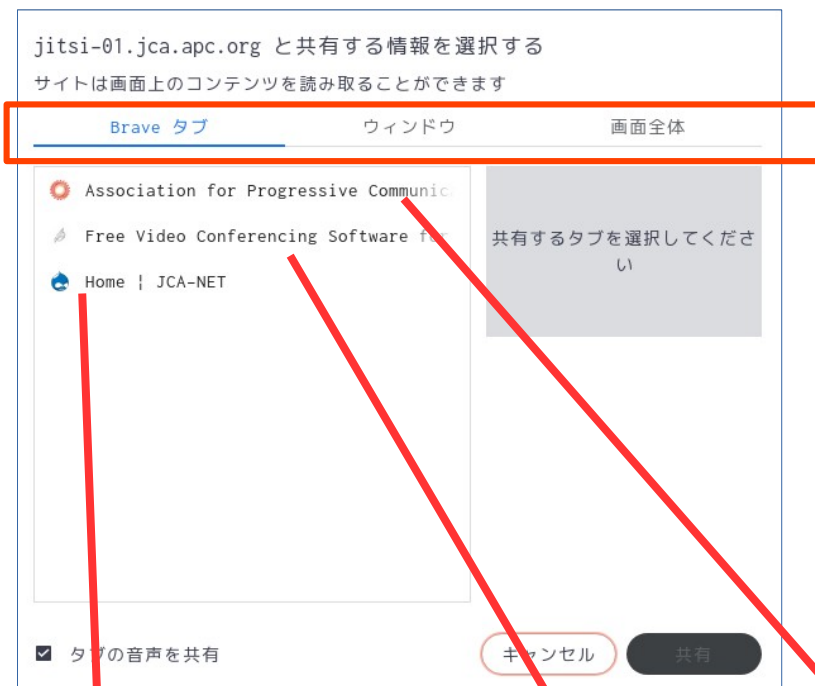 jitsi-01.jca.apc.org と共有する情報を選択する
サイトは画面上のコンテンツを読み取ることができます
Brave タブ ウィンドウ 画面全体
Association for Progressive Communic
Free Video Conferencing Software for
Home ¦ JCA-NET
共有するタブを選択してくださ
い
タブの音声を共有
キャンセル 共有